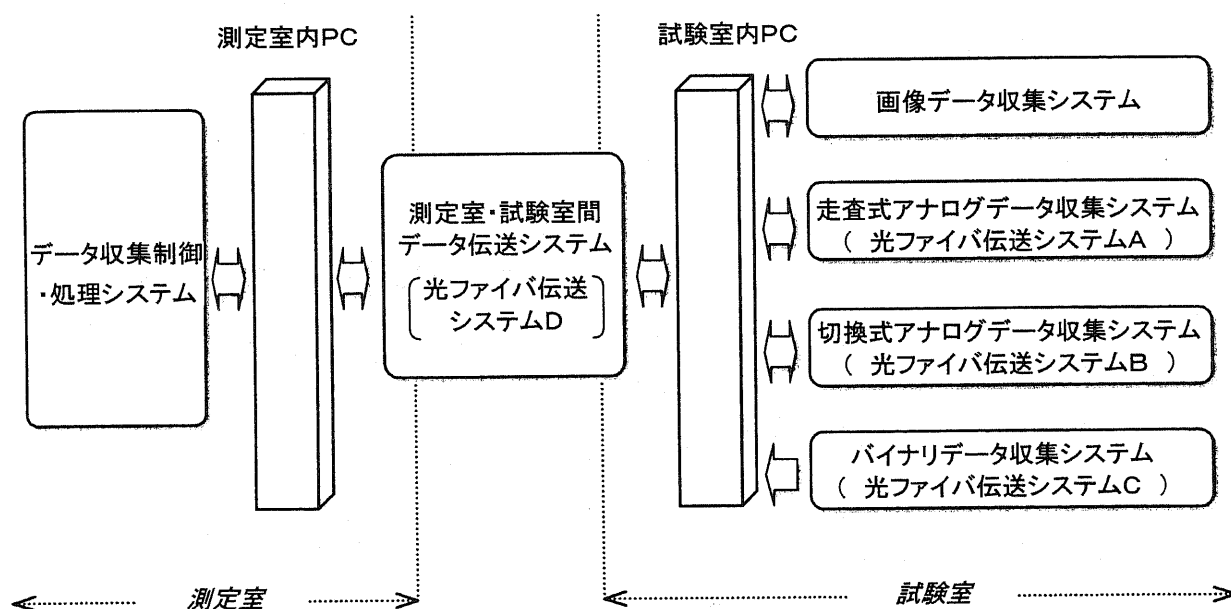 測定室内PC
試験室内PC
データ収集制御
・処理システム
測定室・試験室間
データ伝送システム
光ファイバ伝送
システムD
画像データ収集システム
走査式アナログデータ収集システム
( 光ファイバ伝送システムA )
切換式アナログデータ収集システム
( 光ファイバ伝送システムB )
バイナリデータ収集システム
( 光ファイバ伝送システムC )
測定室
試験室